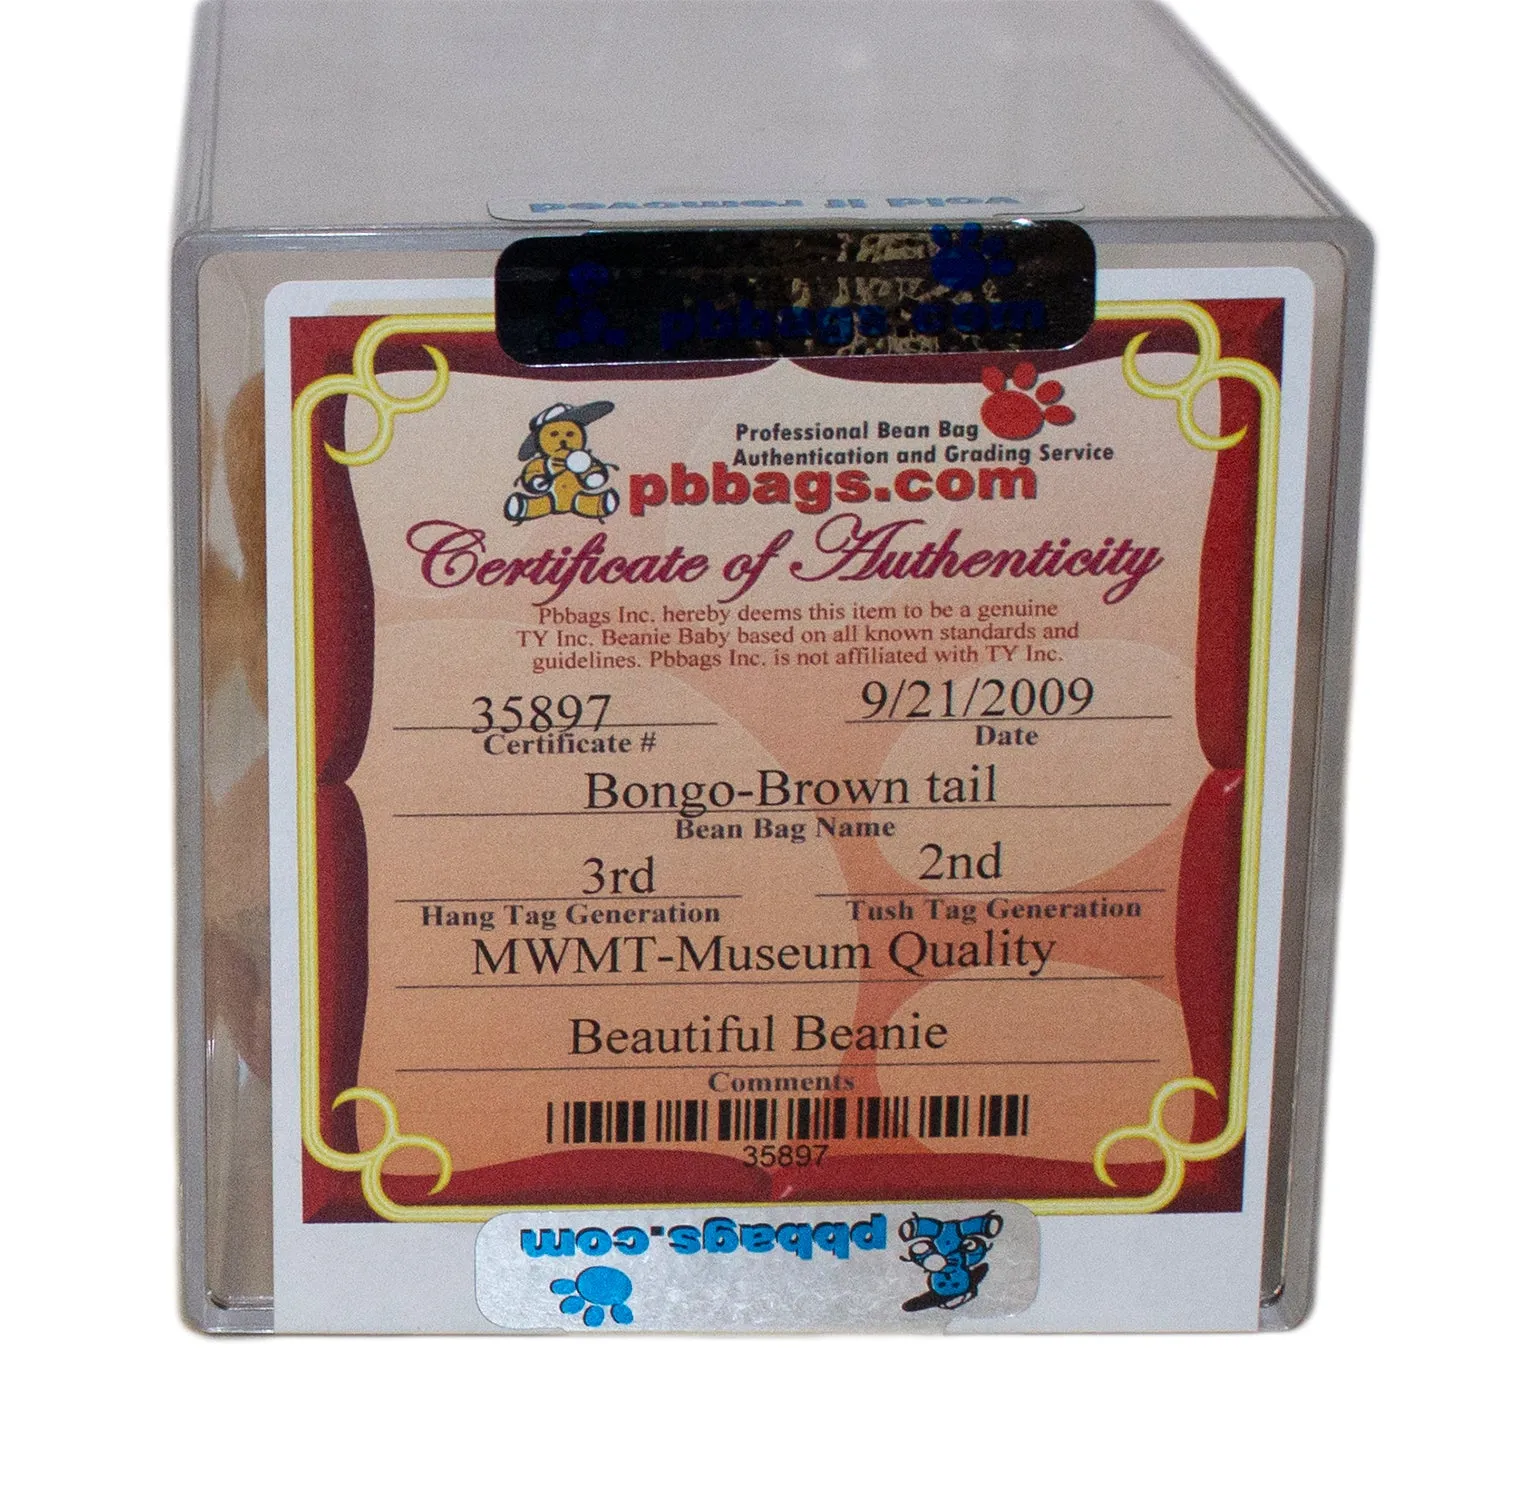 void if removed
pbbags.com
Professional Bean Bag
Authentication and Grading Service
pbbags.com
Certificate of Authenticity
Pbbags Inc. hereby deems this item to be a genuine
TY Inc. Beanie Baby based on all known standards and
guidelines. Pbbags Inc. is not affiliated with TY Inc.
35897 9/21/2009
Certificate # Date
Bongo-Brown tail
Bean Bag Name
3rd 2nd
Hang Tag Generation Tush Tag Generation
MWMT-Museum Quality
Beautiful Beanie
Comments
35897
pbbags.com